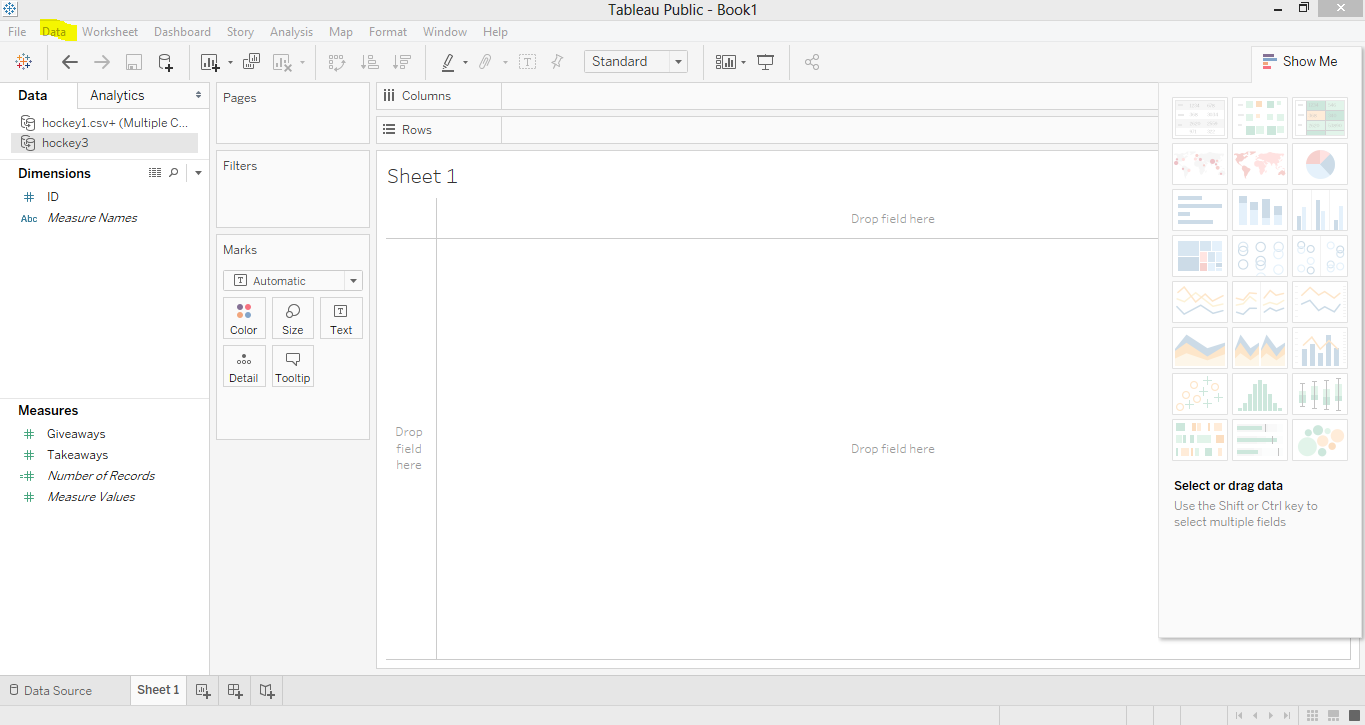 Tableau Public - Book1
File Data Worksheet Dashboard Story Analysis Map Format Window Help
Standard
Show Me
Data Analytics
hockey1.csv+ (Multiple C...
hockey3
Dimensions
# ID
Abc Measure Names
Measures
# Giveaways
# Takeaways
=# Number of Records
# Measure Values
Pages
Filters
Marks
T Automatic
Color Size Text
Detail Tooltip
Columns
Rows
Sheet 1
Drop field here
Drop
field
here
Drop field here
Select or drag data
Use the Shift or Ctrl key to
select multiple fields
Data Source Sheet 1